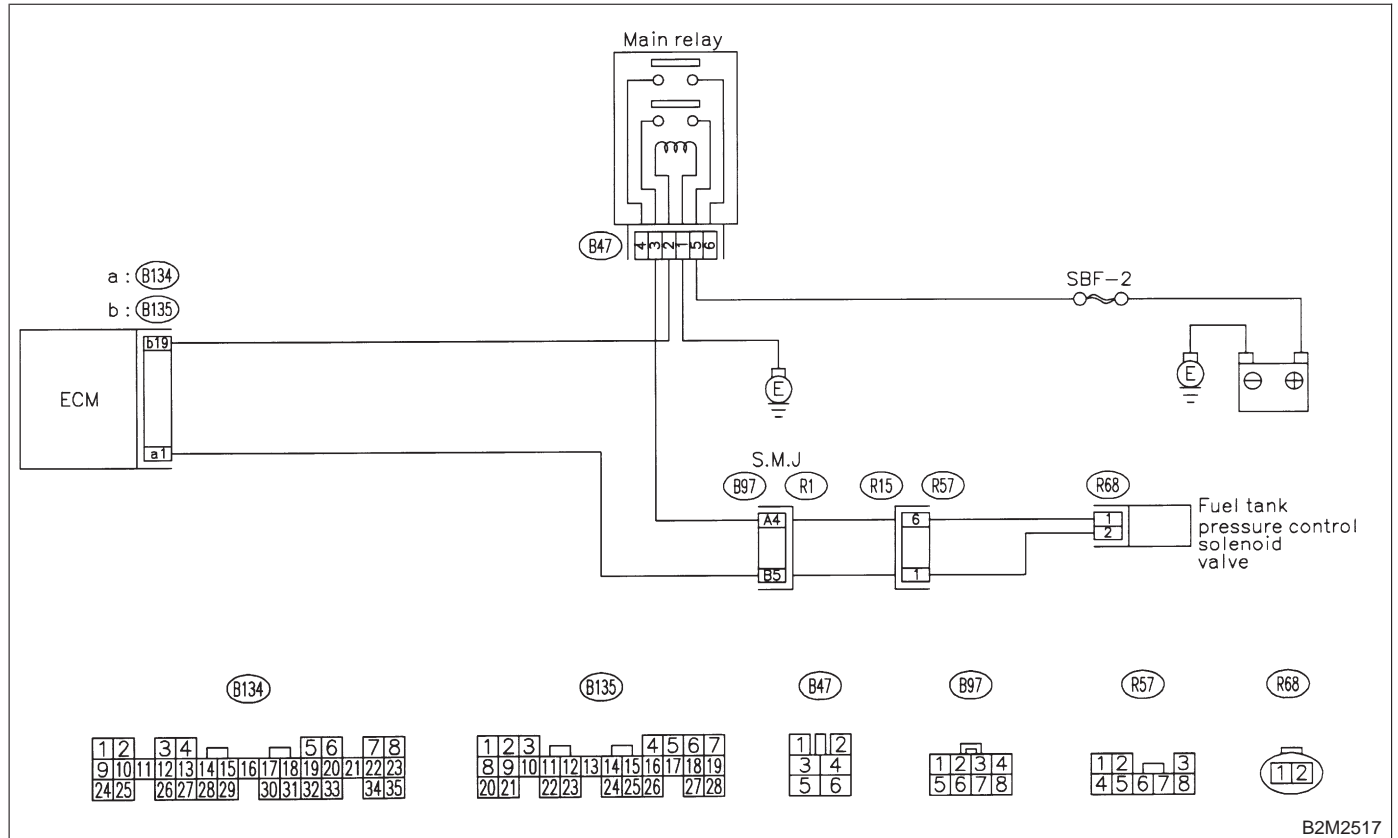 Main relay
B47
4 3 2 1 5 6
SBF-2
a : B134
b : B135
b19
ECM
a1
E
E
⊖ ⊕
S.M.J
B97 R1 R15 R57 R68
A4
B5
6
1
1
2
Fuel tank
pressure control
solenoid
valve
B134
1 2 3 4 5 6 7 8
9 10 11 12 13 14 15 16 17 18 19 20 21 22 23
24 25 26 27 28 29 30 31 32 33 34 35
B135
1 2 3 4 5 6 7
8 9 10 11 12 13 14 15 16 17 18 19
20 21 22 23 24 25 26 27 28
B47
1 2
3 4
5 6
B97
1 2 3 4
5 6 7 8
R57
1 2 3
4 5 6 7 8
R68
1 2
B2M2517